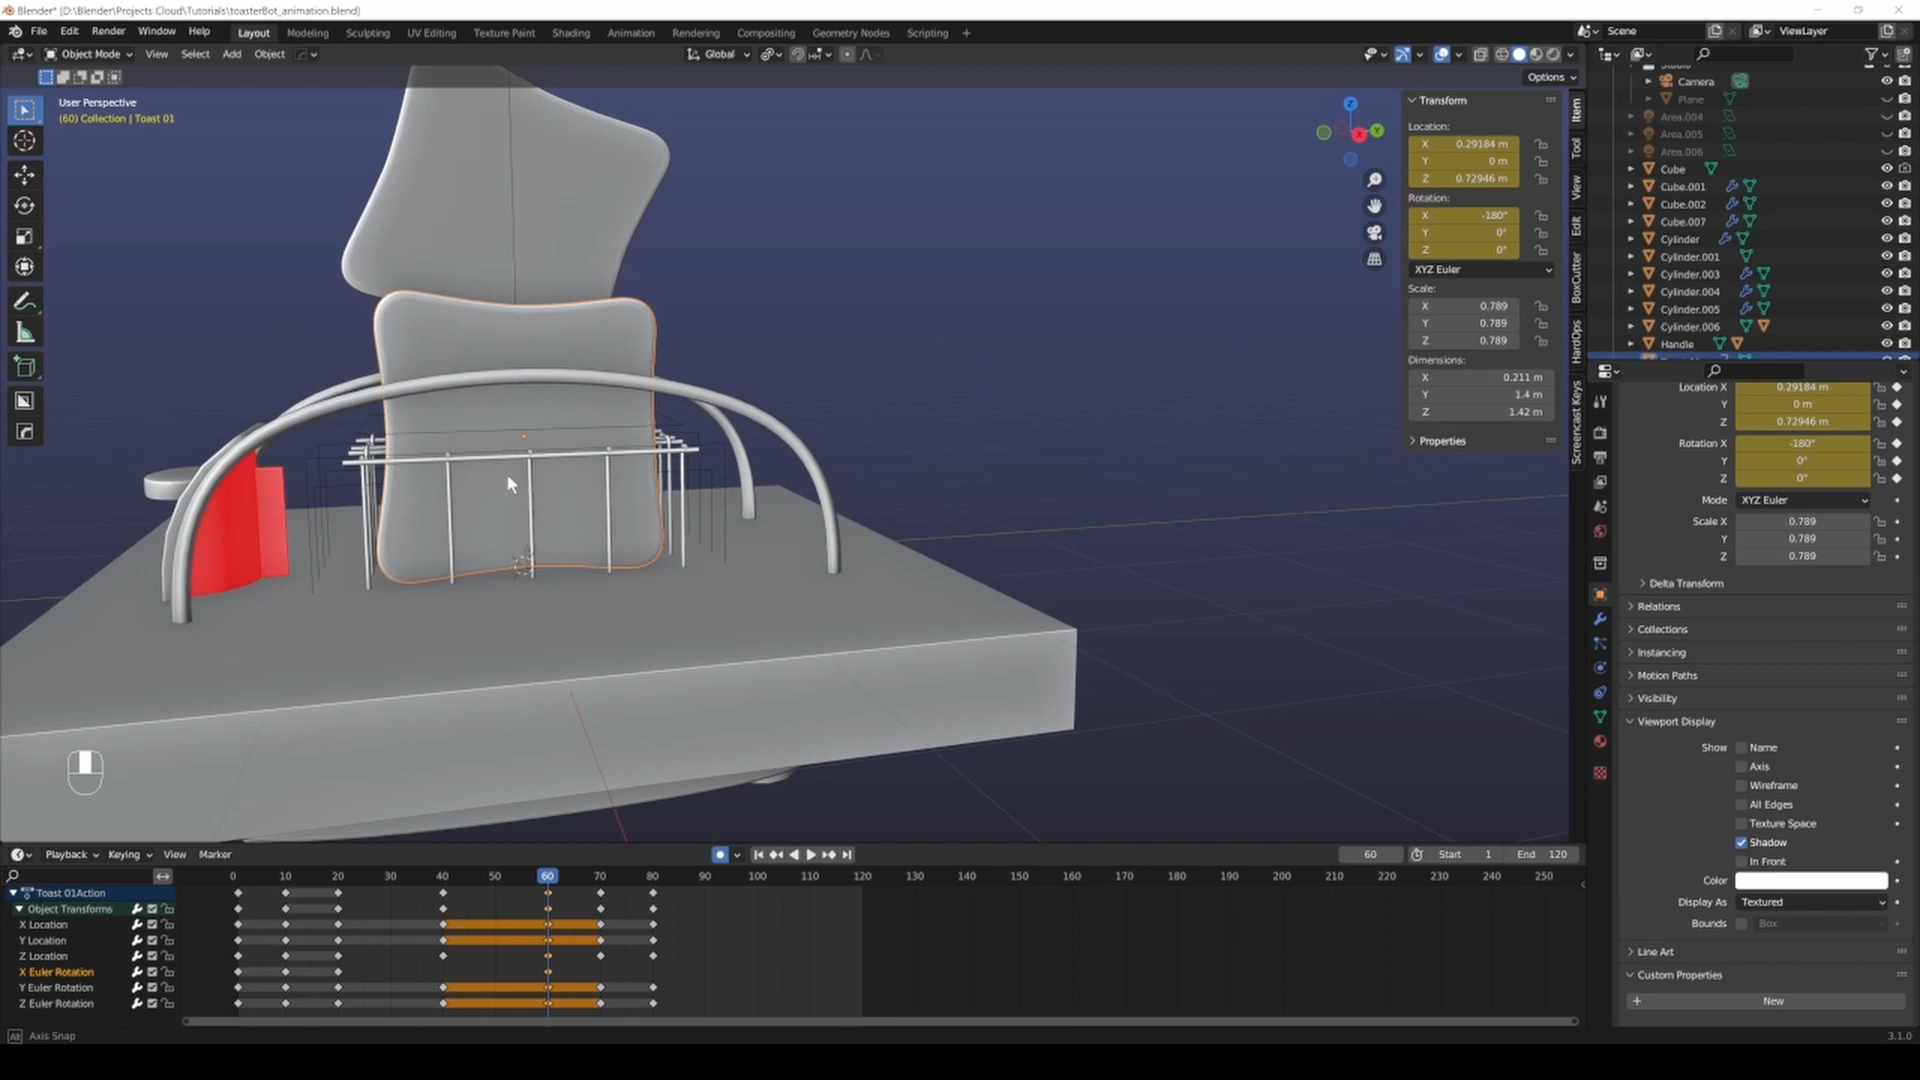 Blender* [D:\Blender\Projects Cloud\Tutorials\toasterBot_animation.blend]
File Edit Render Window Help Layout Modeling Sculpting UV Editing Texture Paint Shading Animation Rendering Compositing Geometry Nodes Scripting + Scene ViewLayer
Object Mode View Select Add Object Global
Options
User Perspective
(60) Collection | Toast 01
Z
Y
X
Transform
Location:
X 0.29184 m
Y 0 m
Z 0.72946 m
Rotation:
X -180°
Y 0°
Z 0°
XYZ Euler
Scale:
X 0.789
Y 0.789
Z 0.789
Dimensions:
X 0.211 m
Y 1.4 m
Z 1.42 m
Properties
Item
Tool
View
Edit
BoxCutter
HardOps
Screencast Keys
Camera
Plane
Area.004
Area.005
Area.006
Cube
Cube.001
Cube.002
Cube.007
Cylinder
Cylinder.001
Cylinder.003
Cylinder.004
Cylinder.005
Cylinder.006
Handle
Location X 0.29184 m
Y 0 m
Z 0.72946 m
Rotation X -180°
Y 0°
Z 0°
Mode XYZ Euler
Scale X 0.789
Y 0.789
Z 0.789
Delta Transform
Relations
Collections
Instancing
Motion Paths
Visibility
Viewport Display
Show Name
Axis
Wireframe
All Edges
Texture Space
Shadow
In Front
Color
Display As Textured
Bounds Box
Line Art
Custom Properties
+ New
Playback Keying View Marker 60 Start 1 End 120
0 10 20 30 40 50 60 70 80 90 100 110 120 130 140 150 160 170 180 190 200 210 220 230 240 250
Toast 01Action
Object Transforms
X Location
Y Location
Z Location
X Euler Rotation
Y Euler Rotation
Z Euler Rotation
Alt Axis Snap
3.1.0